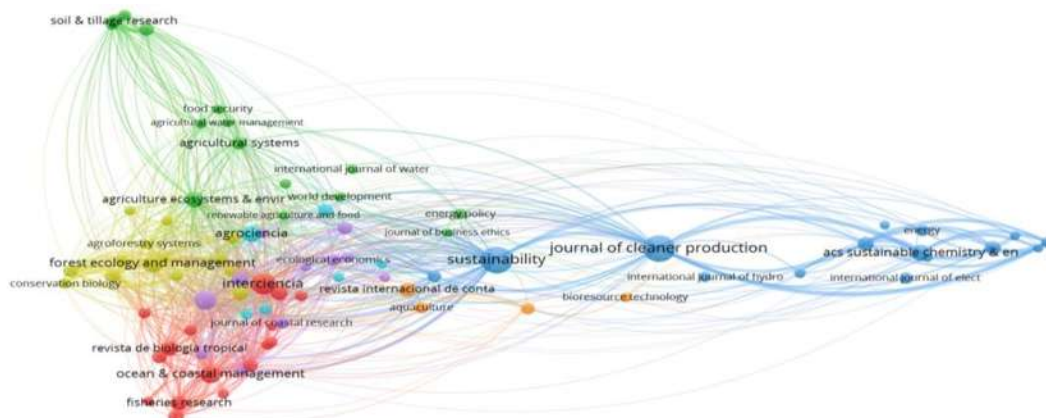 soil & tillage research
food security
agricultural water management
agricultural systems
international journal of water
agriculture ecosystems & envir
world development
renewable agriculture and food
energy policy
agrociencia
journal of business ethics
agroforestry systems
ecological economics
forest ecology and management
sustainability
journal of cleaner production
energy
acs sustainable chemistry & en
conservation biology
interciencia
revista internacional de conta
international journal of hydro
international journal of elect
aquaculture
bioresource technology
journal of coastal research
revista de biologia tropical
ocean & coastal management
fisheries research